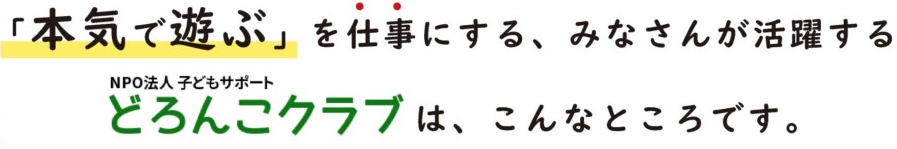 「本気で遊ぶ」を仕事にする、みなさんが活躍する
NPO法人 子どもサポート
どろんこクラブは、こんなところです。